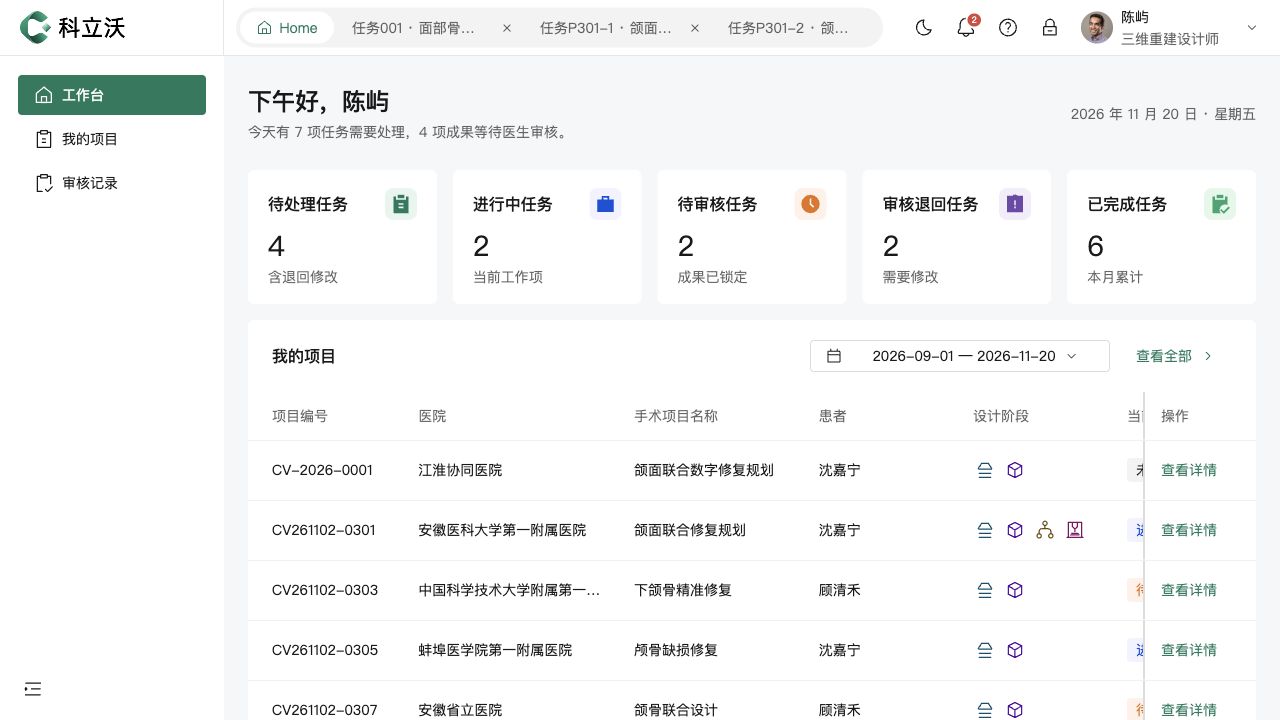 科立沃
Home
任务001 · 面部骨...
任务P301-1 · 颌面...
任务P301-2 · 颌...
2
陈屿
三维重建设计师
工作台
我的项目
审核记录
下午好，陈屿
今天有 7 项任务需要处理，4 项成果等待医生审核。
2026 年 11 月 20 日 · 星期五
待处理任务
4
含退回修改
进行中任务
2
当前工作项
待审核任务
2
成果已锁定
审核退回任务
2
需要修改
已完成任务
6
本月累计
我的项目
2026-09-01 — 2026-11-20
查看全部
项目编号 医院 手术项目名称 患者 设计阶段 操作
CV-2026-0001 江淮协同医院 颌面联合数字修复规划 沈嘉宁 查看详情
CV261102-0301 安徽医科大学第一附属医院 颌面联合修复规划 沈嘉宁 查看详情
CV261102-0303 中国科学技术大学附属第一... 下颌骨精准修复 顾清禾 查看详情
CV261102-0305 蚌埠医学院第一附属医院 颅骨缺损修复 沈嘉宁 查看详情
CV261102-0307 安徽省立医院 颌骨联合设计 顾清禾 查看详情